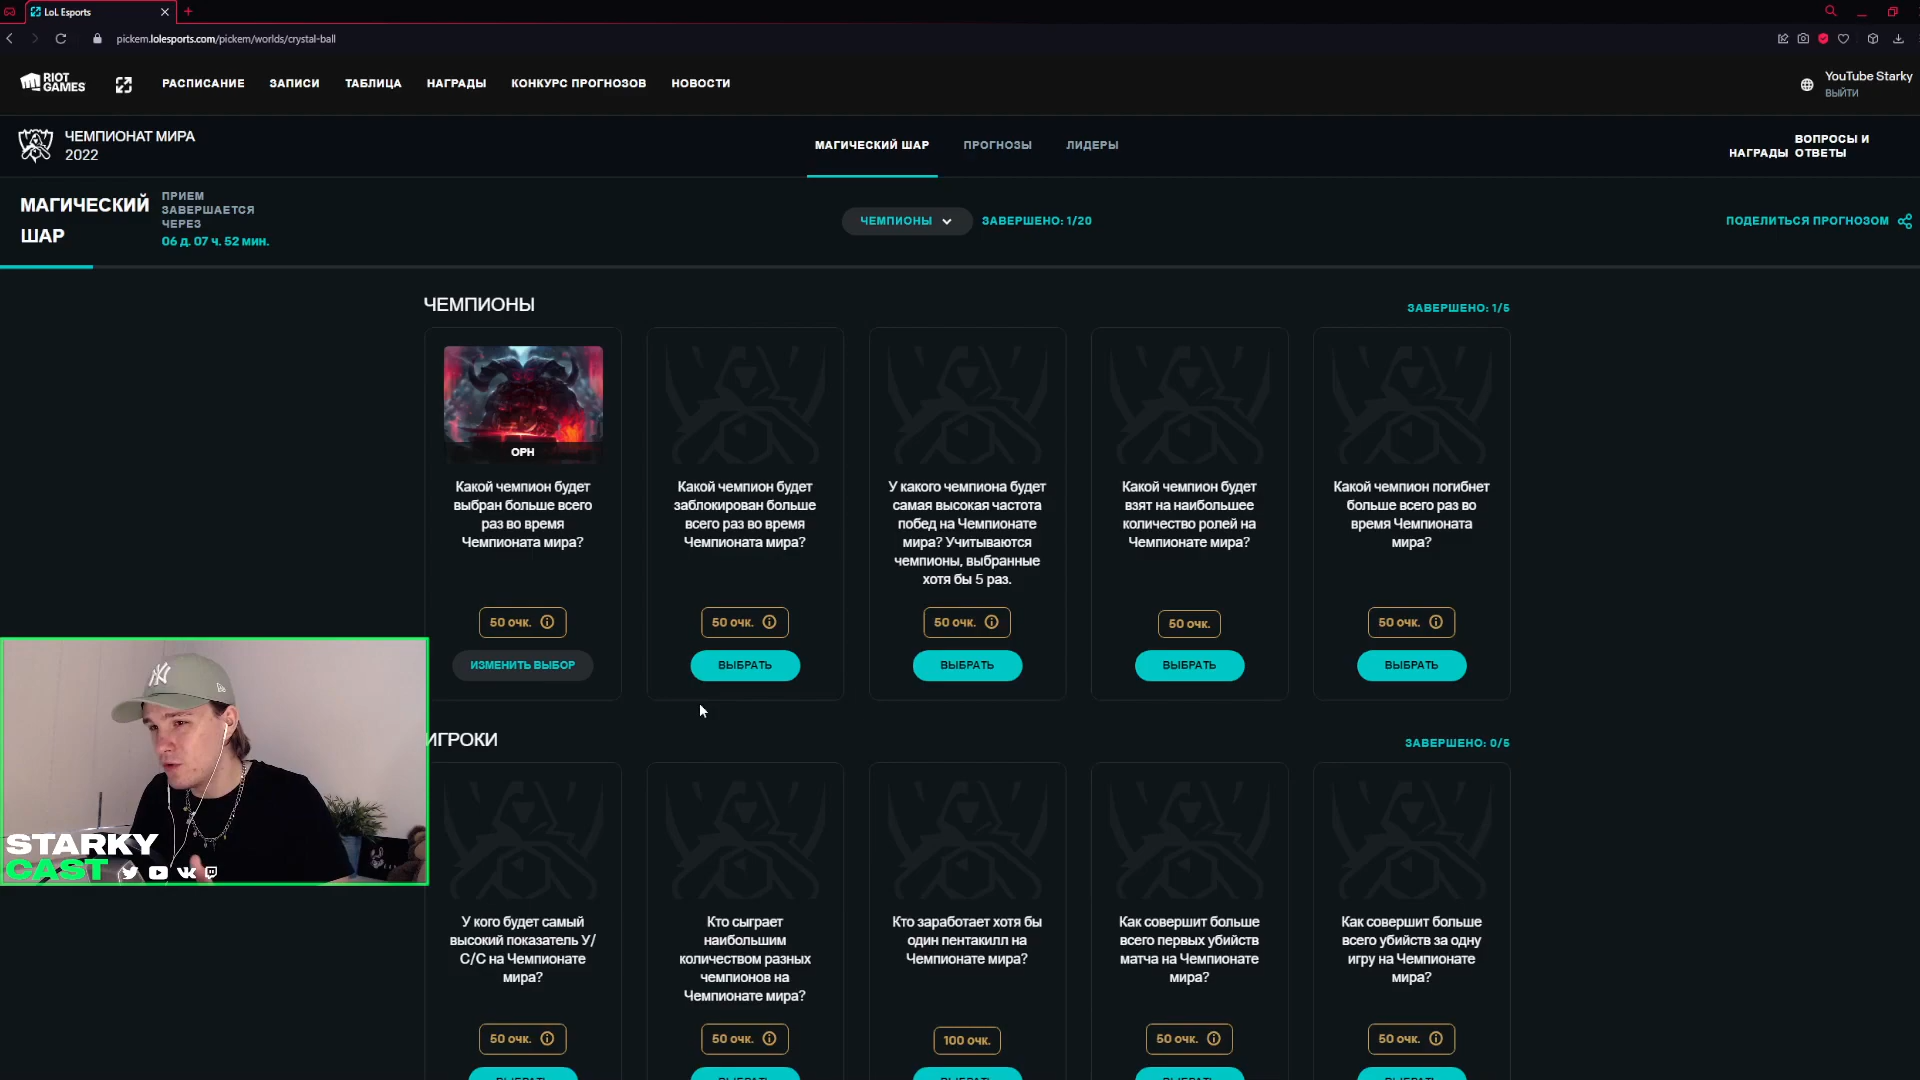 LoL Esports
pickem.lolesports.com/pickem/worlds/crystal-ball
RIOT GAMES
РАСПИСАНИЕ
ЗАПИСИ
ТАБЛИЦА
НАГРАДЫ
КОНКУРС ПРОГНОЗОВ
НОВОСТИ
YouTube Starky
ВЫЙТИ
ЧЕМПИОНАТ МИРА
2022
МАГИЧЕСКИЙ ШАР
ПРОГНОЗЫ
ЛИДЕРЫ
НАГРАДЫ
ВОПРОСЫ И
ОТВЕТЫ
МАГИЧЕСКИЙ
ШАР
ПРИЕМ
ЗАВЕРШАЕТСЯ
ЧЕРЕЗ
06 д. 07 ч. 52 мин.
ЧЕМПИОНЫ
ЗАВЕРШЕНО: 1/20
ПОДЕЛИТЬСЯ ПРОГНОЗОМ
ЧЕМПИОНЫ
ЗАВЕРШЕНО: 1/5
ОРН
Какой чемпион будет
выбран больше всего
раз во время
Чемпионата мира?
50 очк.
ИЗМЕНИТЬ ВЫБОР
Какой чемпион будет
заблокирован больше
всего раз во время
Чемпионата мира?
50 очк.
ВЫБРАТЬ
У какого чемпиона будет
самая высокая частота
побед на Чемпионате
мира? Учитываются
чемпионы, выбранные
хотя бы 5 раз.
50 очк.
ВЫБРАТЬ
Какой чемпион будет
взят на наибольшее
количество ролей на
Чемпионате мира?
50 очк.
ВЫБРАТЬ
Какой чемпион погибнет
больше всего раз во
время Чемпионата
мира?
50 очк.
ВЫБРАТЬ
ИГРОКИ
ЗАВЕРШЕНО: 0/5
У кого будет самый
высокий показатель У/
С/С на Чемпионате
мира?
50 очк.
ВЫБРАТЬ
Кто сыграет
наибольшим
количеством разных
чемпионов на
Чемпионате мира?
50 очк.
ВЫБРАТЬ
Кто заработает хотя бы
один пентакилл на
Чемпионате мира?
100 очк.
ВЫБРАТЬ
Как совершит больше
всего первых убийств
матча на Чемпионате
мира?
50 очк.
ВЫБРАТЬ
Как совершит больше
всего убийств за одну
игру на Чемпионате
мира?
50 очк.
ВЫБРАТЬ
STARKY
CAST